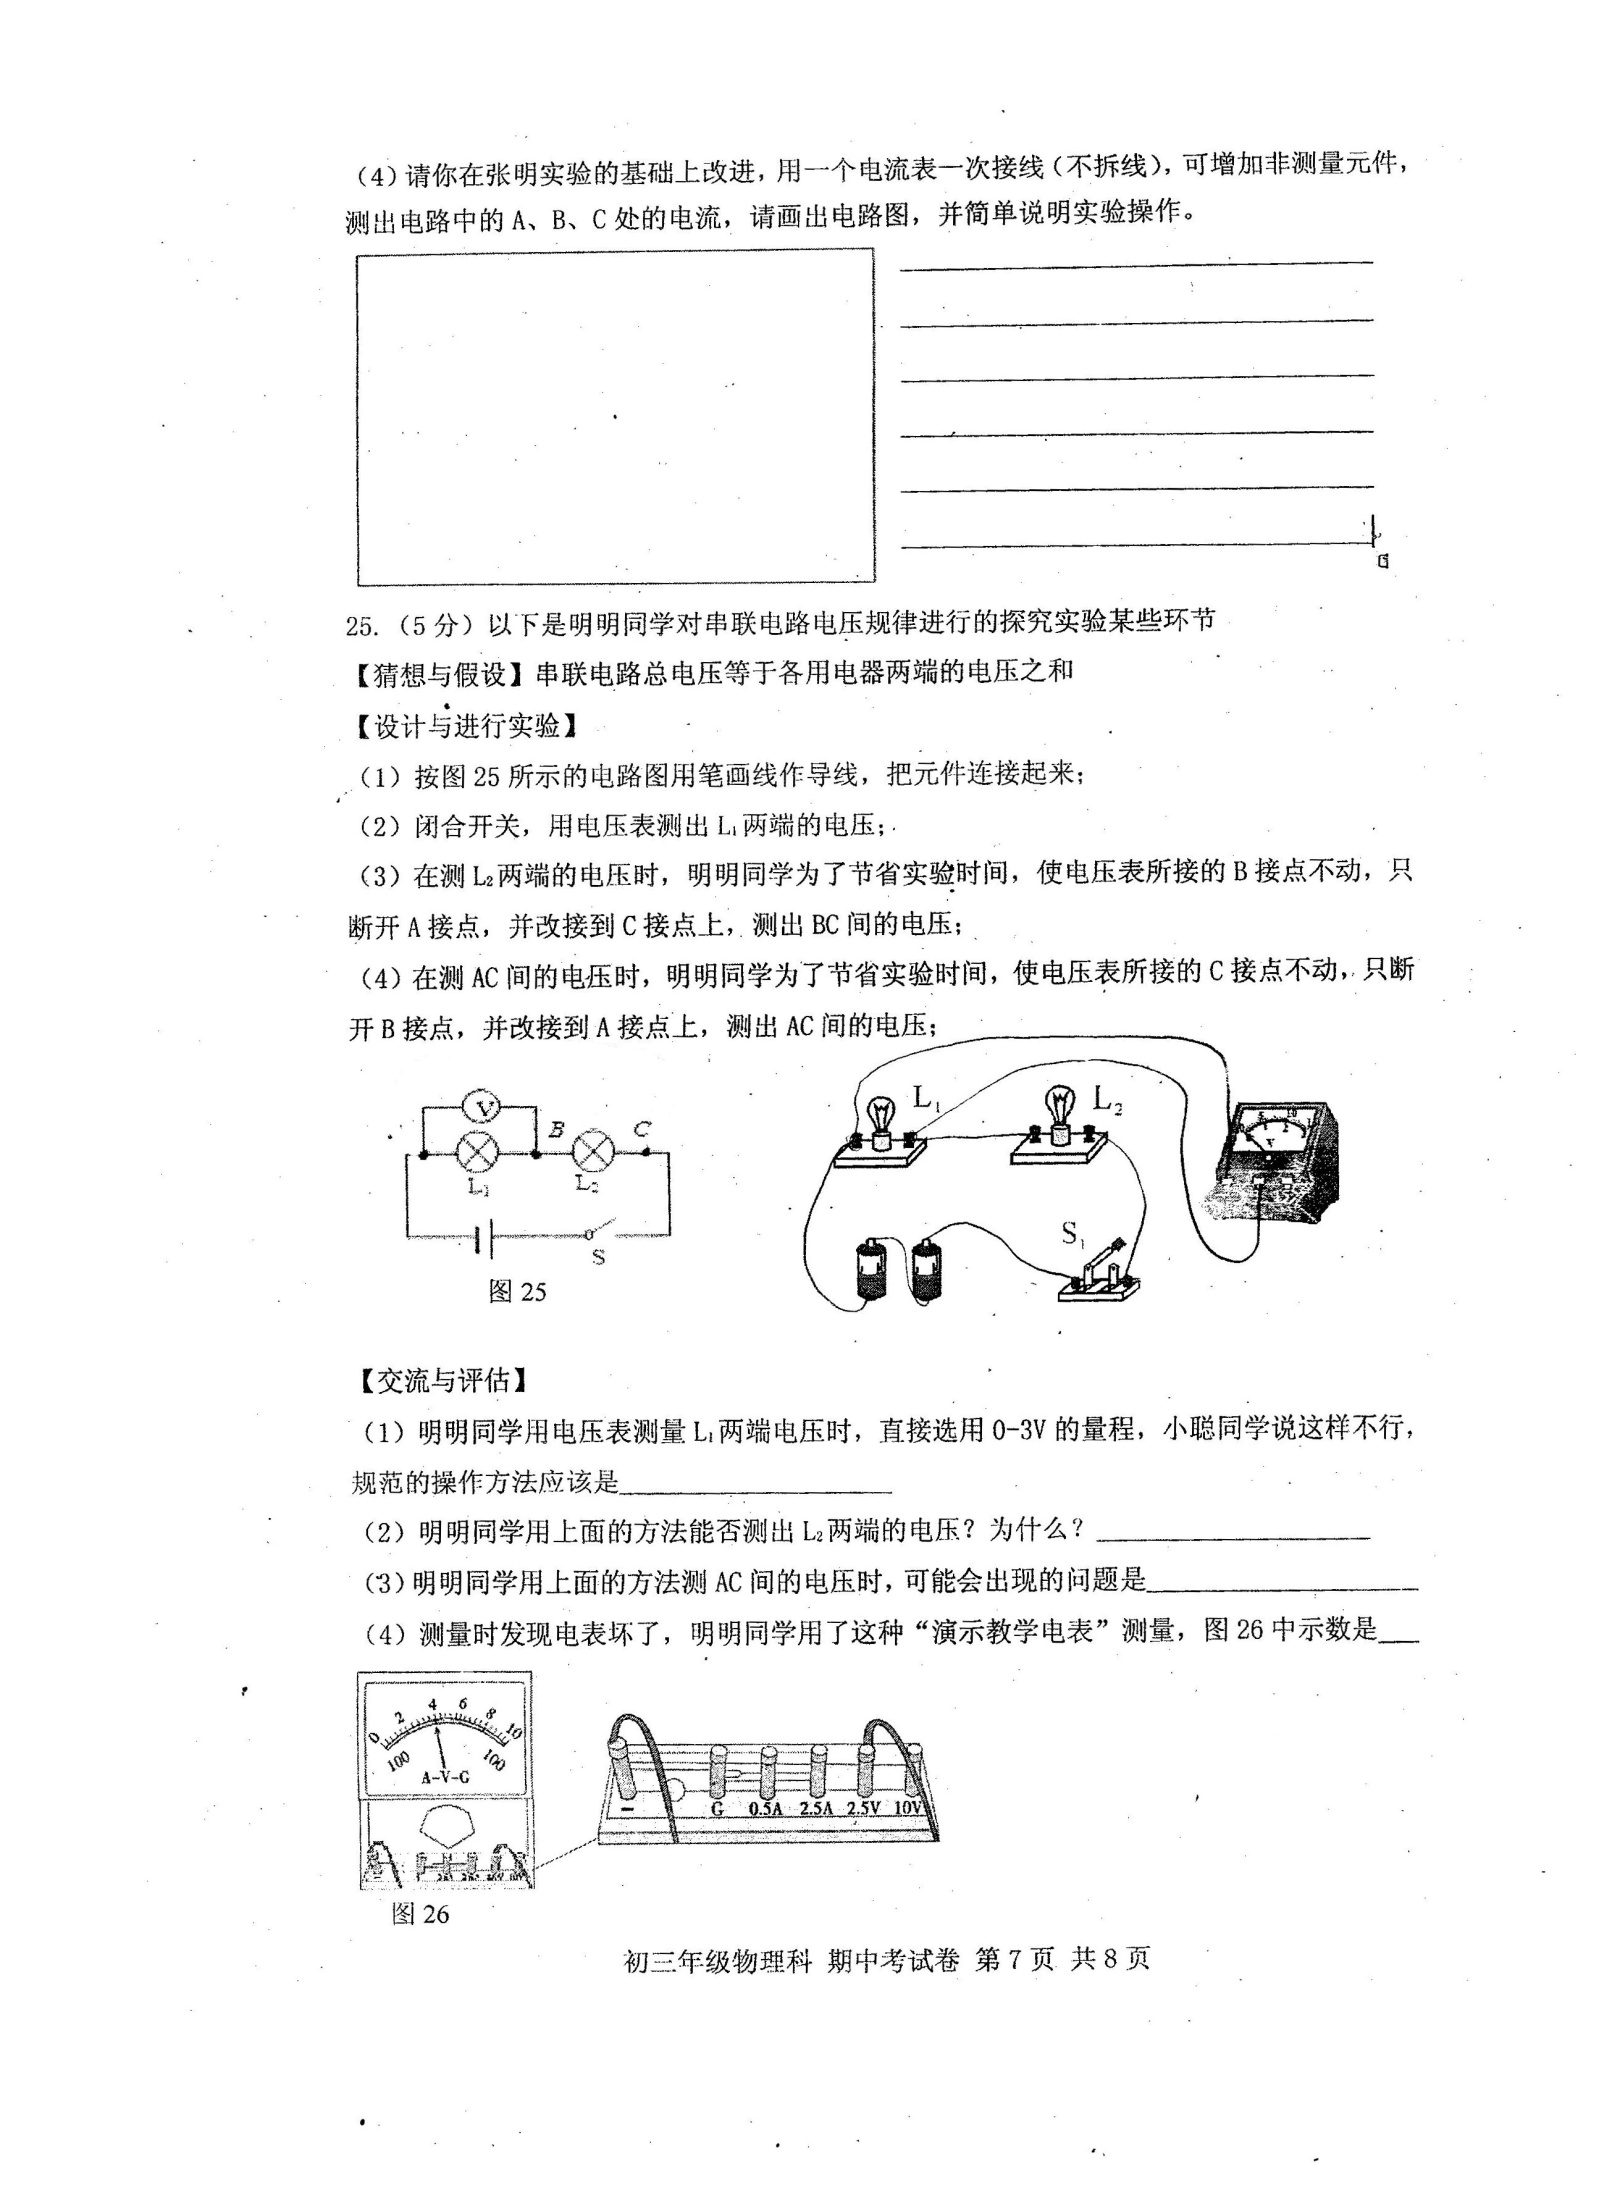 （4）请你在张明实验的基础上改进，用一个电流表一次接线（不拆线），可增加非测量元件，
测出电路中的 A、B、C 处的电流，请画出电路图，并简单说明实验操作。
25.（5 分）以下是明明同学对串联电路电压规律进行的探究实验某些环节
【猜想与假设】串联电路总电压等于各用电器两端的电压之和
【设计与进行实验】
（1）按图 25 所示的电路图用笔画线作导线，把元件连接起来；
（2）闭合开关，用电压表测出 L₁两端的电压；
（3）在测 L₂两端的电压时，明明同学为了节省实验时间，使电压表所接的 B 接点不动，只
断开 A 接点，并改接到 C 接点上，测出 BC 间的电压；
（4）在测 AC 间的电压时，明明同学为了节省实验时间，使电压表所接的 C 接点不动，只断
开 B 接点，并改接到 A 接点上，测出 AC 间的电压；
V
B
C
L₁
L₂
S
图 25
L₁
L₂
S₁
【交流与评估】
（1）明明同学用电压表测量 L₁两端电压时，直接选用 0-3V 的量程，小聪同学说这样不行，
规范的操作方法应该是
（2）明明同学用上面的方法能否测出 L₂两端的电压？为什么？
（3）明明同学用上面的方法测 AC 间的电压时，可能会出现的问题是
（4）测量时发现电表坏了，明明同学用了这种“演示教学电表”测量，图 26 中示数是
0 2 4 6 8 10
100 100
A-V-G
- G 0.5A 2.5A 2.5V 10V
图 26
初三年级物理科 期中考试卷 第 7 页 共 8 页